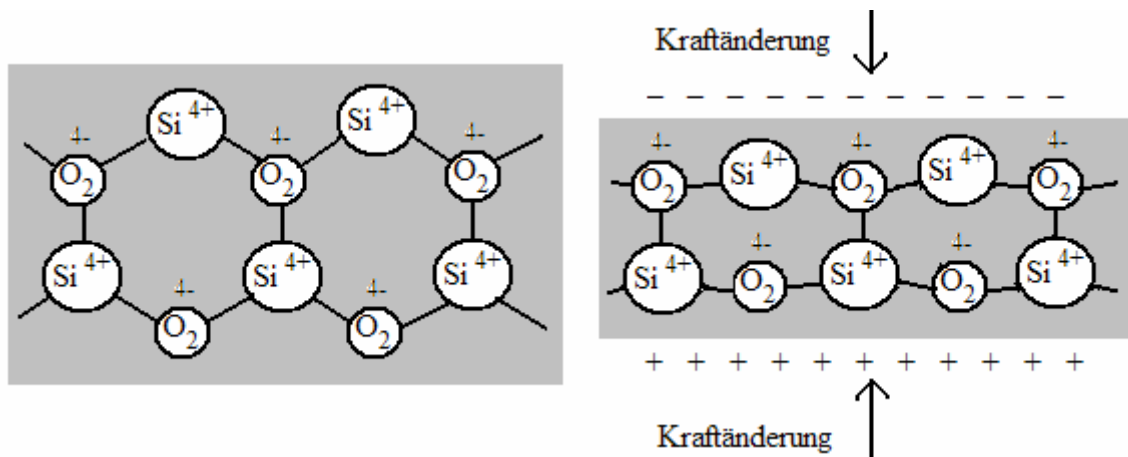 Kraftänderung
– – – – – – – – – –
Si 4+ Si 4+
4- 4- 4-
O2 O2 O2
Si 4+ Si 4+ Si 4+
4- 4-
O2 O2
4- Si 4+ 4- Si 4+ 4-
O2 O2 O2
4- 4-
Si 4+ O2 Si 4+ O2 Si 4+
+ + + + + + + + + + +
Kraftänderung